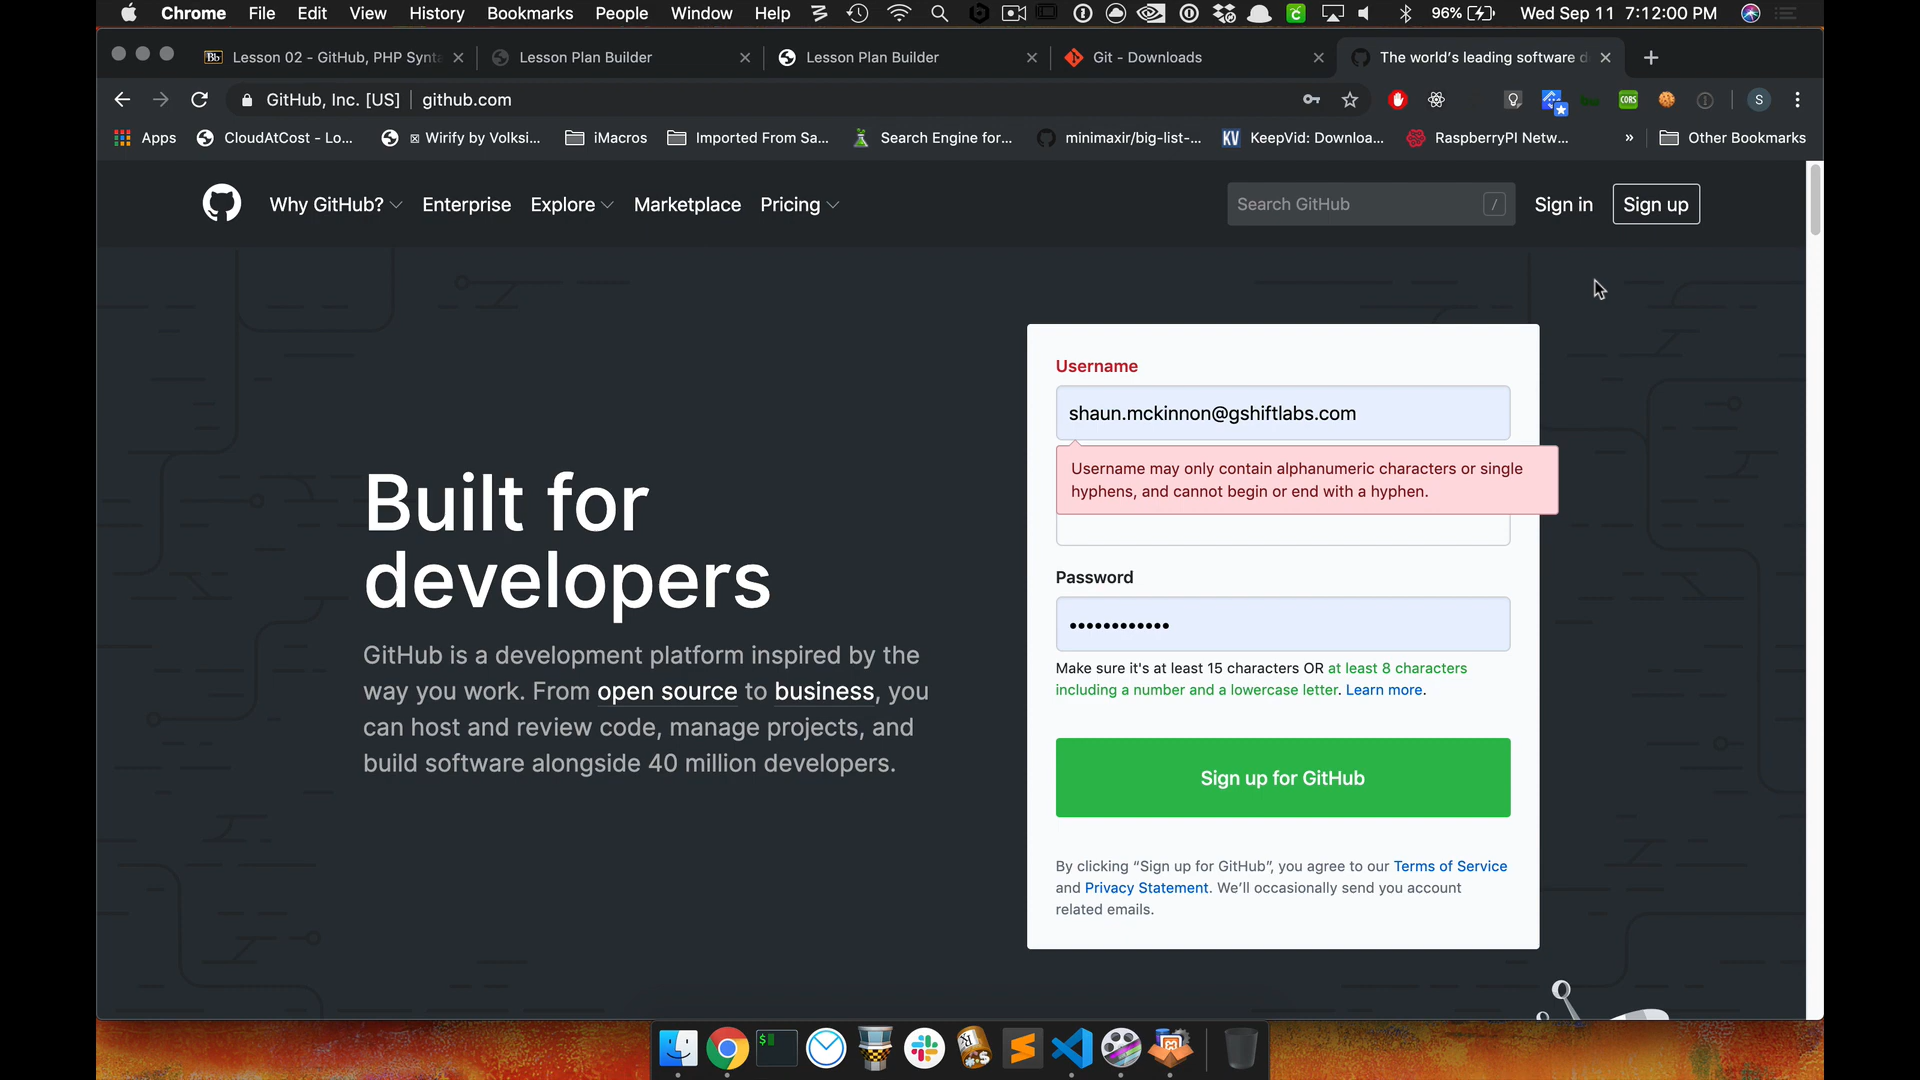 Chrome File Edit View History Bookmarks People Window Help 96% Wed Sep 11 7:12:00 PM
Bb Lesson 02 - GitHub, PHP Synta Lesson Plan Builder Lesson Plan Builder Git - Downloads The world's leading software d
GitHub, Inc. [US] github.com CORS S
Apps CloudAtCost - Lo... Wirify by Volksi... iMacros Imported From Sa... Search Engine for... minimaxir/big-list-... KV KeepVid: Downloa... RaspberryPI Netw... » Other Bookmarks
Why GitHub? Enterprise Explore Marketplace Pricing Search GitHub / Sign in Sign up
Username
shaun.mckinnon@gshiftlabs.com
Username may only contain alphanumeric characters or single
hyphens, and cannot begin or end with a hyphen.
Built for
developers
GitHub is a development platform inspired by the
way you work. From open source to business, you
can host and review code, manage projects, and
build software alongside 40 million developers.
Password
Make sure it's at least 15 characters OR at least 8 characters
including a number and a lowercase letter. Learn more.
Sign up for GitHub
By clicking “Sign up for GitHub”, you agree to our Terms of Service
and Privacy Statement. We’ll occasionally send you account
related emails.